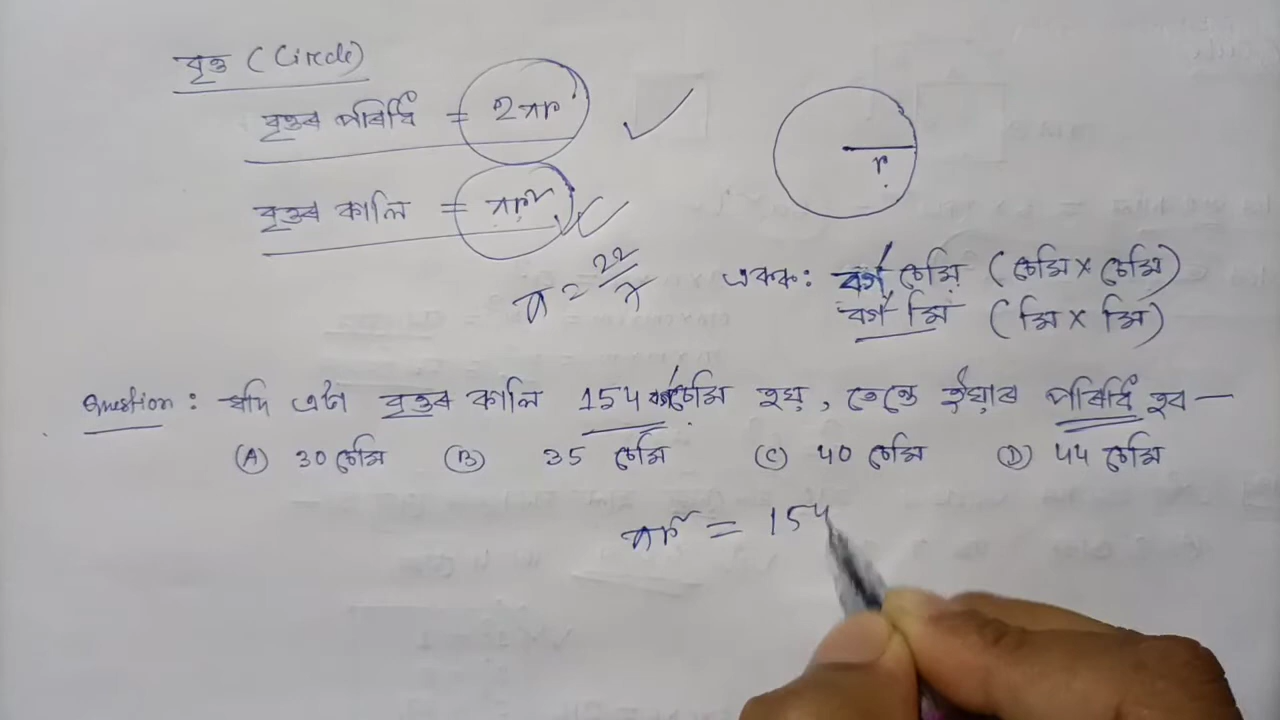 বৃত্ত (Circle)
বৃত্তৰ পৰিধি = 2πr
বৃত্তৰ কালি = πr²
r
π = 22/7
একক: বৰ্গ চেমি (চেমি × চেমি)
বৰ্গ মি (মি × মি)
Question: যদি এটা বৃত্তৰ কালি 154 বৰ্গ চেমি হয়, তেন্তে ইয়াৰ পৰিধি হব —
(A) 30 চেমি (B) 35 চেমি (C) 40 চেমি (D) 44 চেমি
πr² = 154